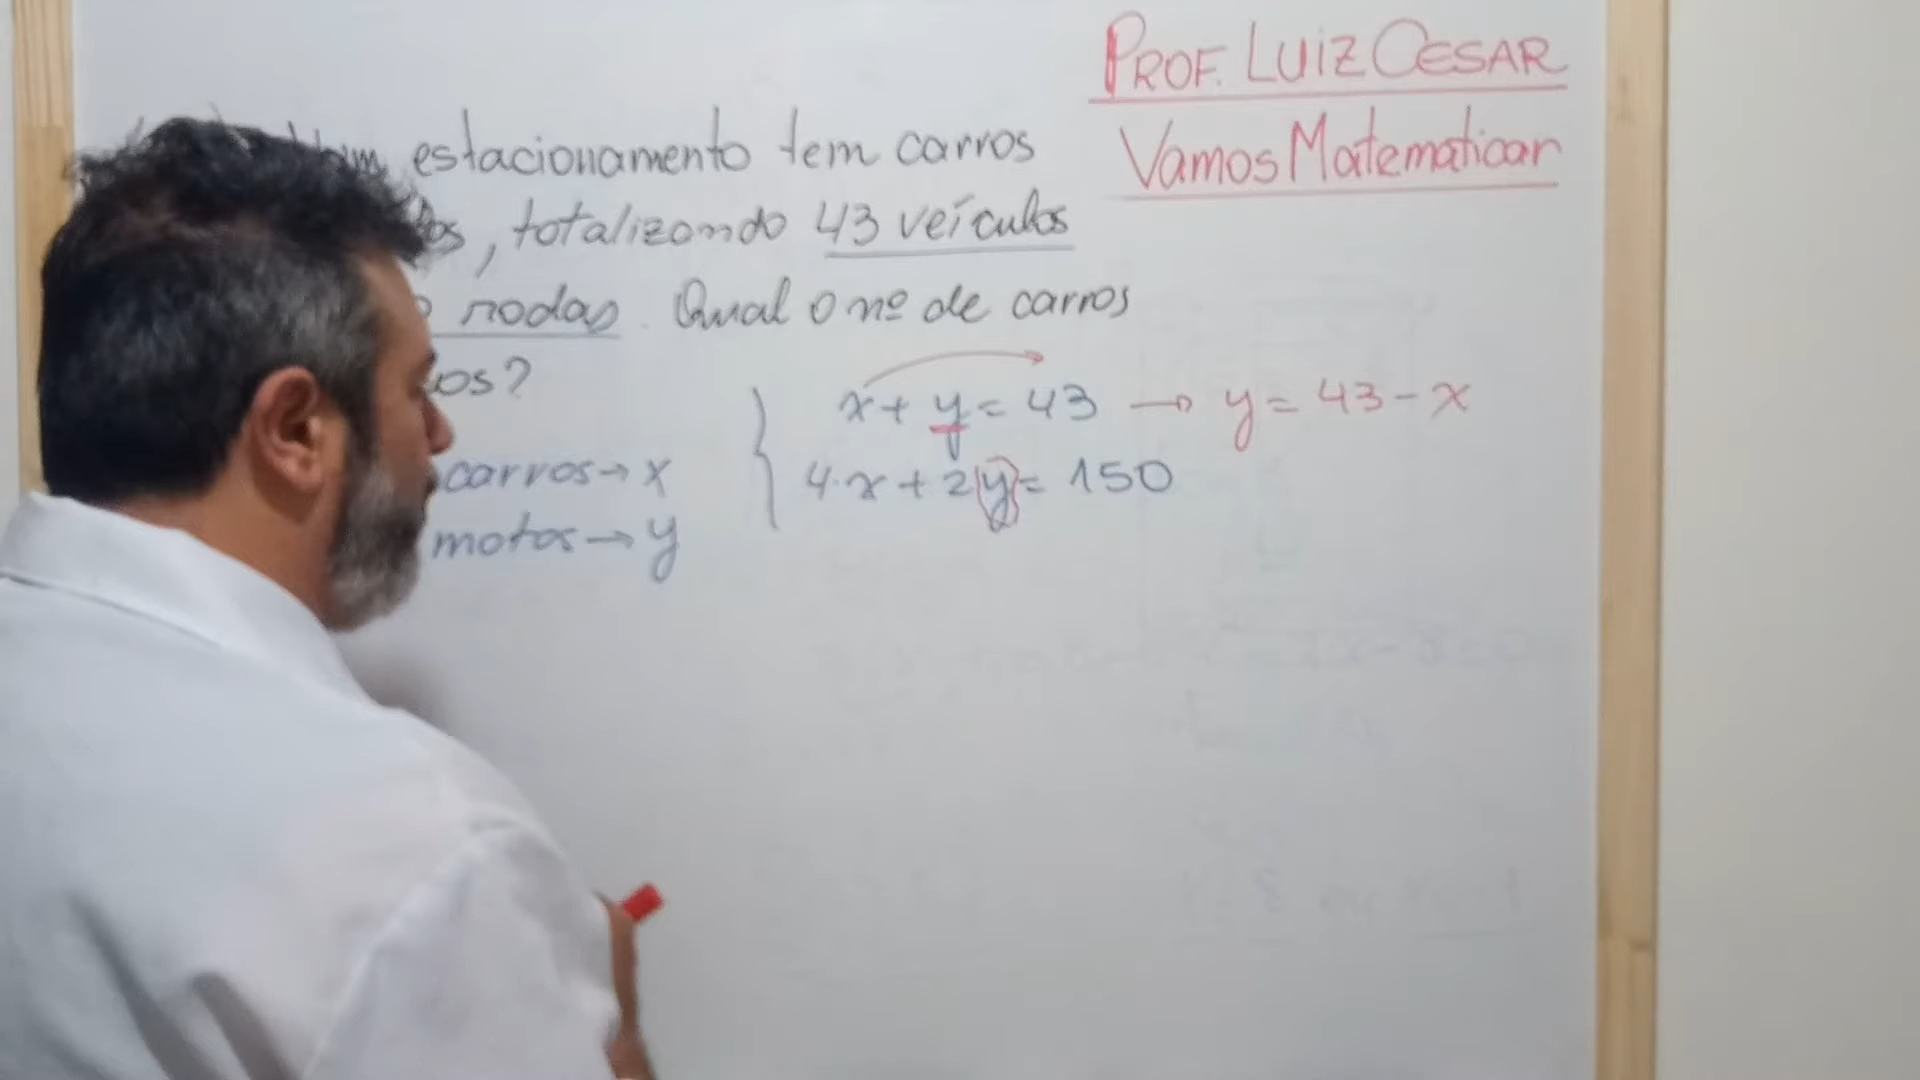 PROF. LUIZ CESAR
Vamos Matematicar
estacionamento tem carros
, totalizando 43 veículos
rodas. Qual o nº de carros
os?
x + y = 43 → y = 43 - x
4·x + 2y = 150
carros → x
motos → y